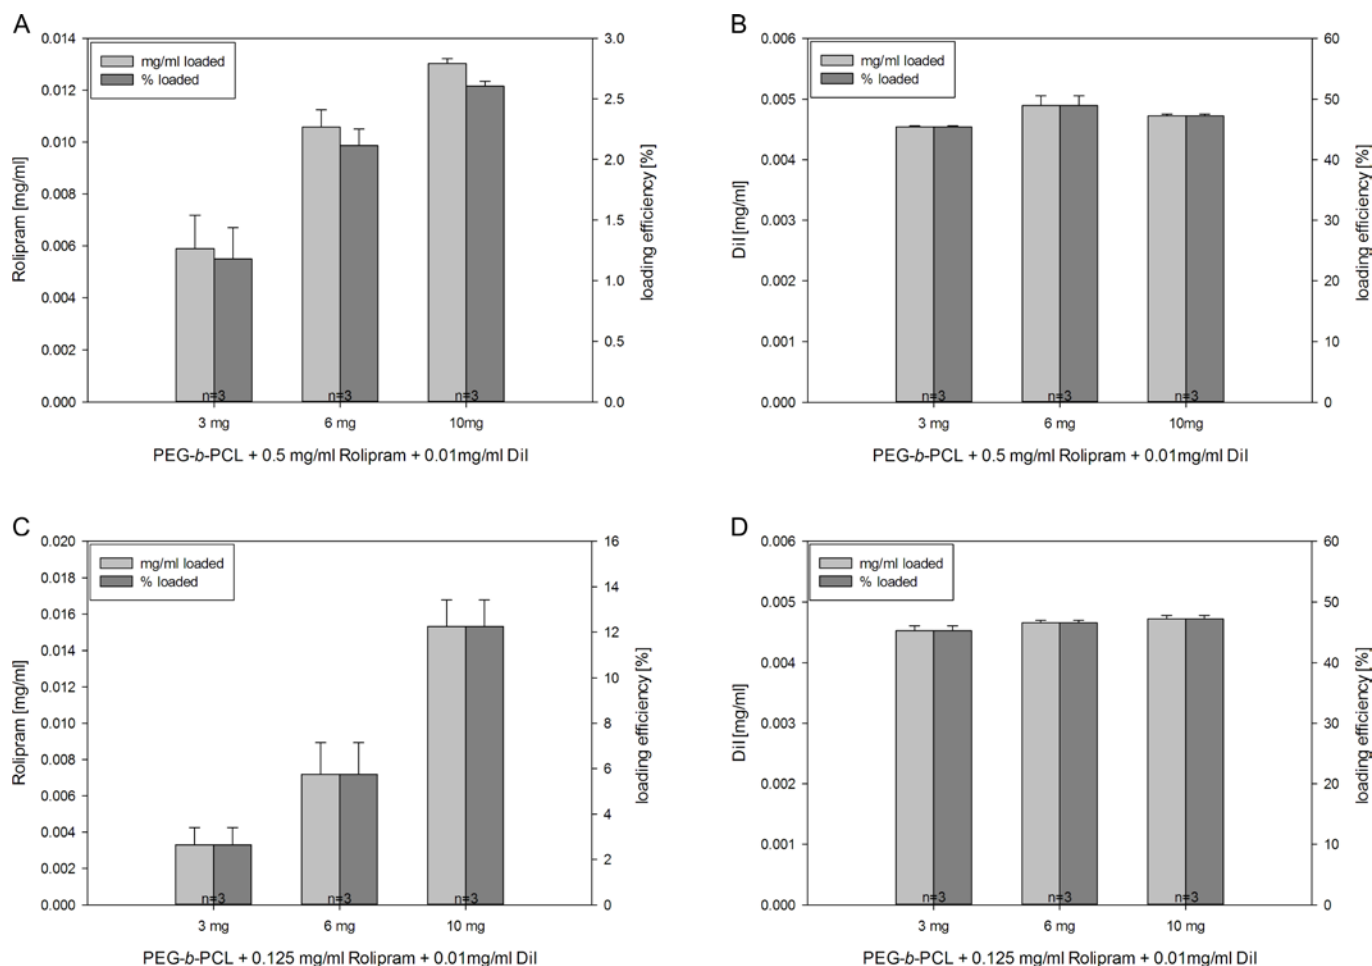 A
Rolipram [mg/ml]
0.014
0.012
0.010
0.008
0.006
0.004
0.002
0.000
mg/ml loaded
% loaded
3.0
2.5
2.0
1.5
1.0
0.5
0.0
loading efficiency [%]
n=3 n=3 n=3
3 mg 6 mg 10mg
PEG-b-PCL + 0.5 mg/ml Rolipram + 0.01mg/ml DiI
B
DiI [mg/ml]
0.006
0.005
0.004
0.003
0.002
0.001
0.000
mg/ml loaded
% loaded
60
50
40
30
20
10
0
loading efficiency [%]
n=3 n=3 n=3
3 mg 6 mg 10mg
PEG-b-PCL + 0.5 mg/ml Rolipram + 0.01mg/ml DiI
C
Rolipram [mg/ml]
0.020
0.018
0.016
0.014
0.012
0.010
0.008
0.006
0.004
0.002
0.000
mg/ml loaded
% loaded
16
14
12
10
8
6
4
2
0
loading efficiency [%]
n=3 n=3 n=3
3 mg 6 mg 10 mg
PEG-b-PCL + 0.125 mg/ml Rolipram + 0.01mg/ml DiI
D
DiI [mg/ml]
0.006
0.005
0.004
0.003
0.002
0.001
0.000
mg/ml loaded
% loaded
60
50
40
30
20
10
0
loading efficiency [%]
n=3 n=3 n=3
3 mg 6 mg 10 mg
PEG-b-PCL + 0.125 mg/ml Rolipram + 0.01mg/ml DiI